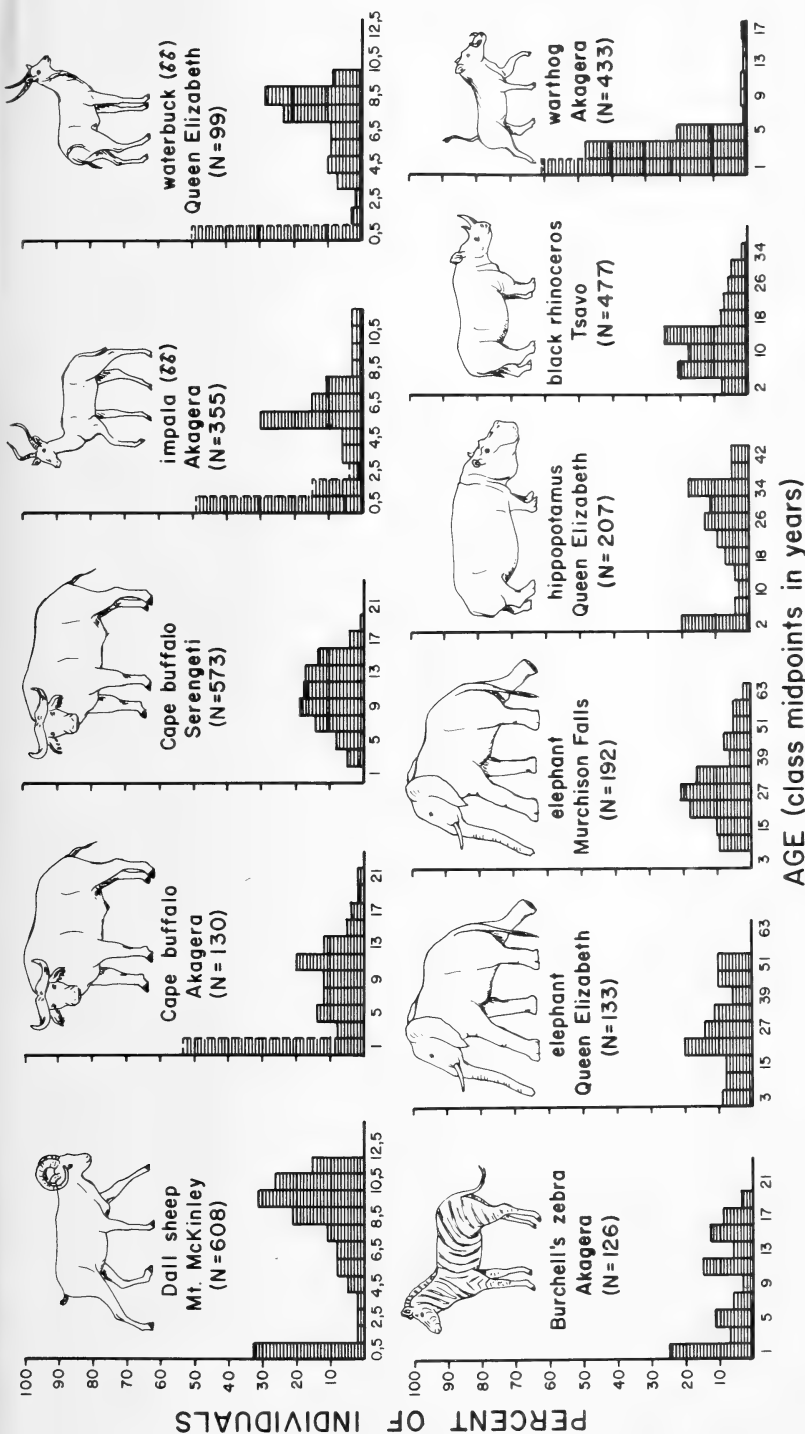 PERCENT OF INDIVIDUALS
100
90
80
70
60
50
40
30
20
10
Dall sheep
Mt. McKinley
(N=608)
0,5 2,5 4,5 6,5 8,5 10,5 12,5
Cape buffalo
Akagera
(N=130)
1 5 9 13 17 21
Cape buffalo
Serengeti
(N=573)
1 5 9 13 17 21
impala (♂♂)
Akagera
(N=355)
0,5 2,5 4,5 6,5 8,5 10,5
waterbuck (♂♂)
Queen Elizabeth
(N=99)
0,5 2,5 4,5 6,5 8,5 10,5 12,5
100
90
80
70
60
50
40
30
20
10
Burchell's zebra
Akagera
(N=126)
1 5 9 13 17 21
elephant
Queen Elizabeth
(N=133)
3 15 27 39 51 63
elephant
Murchison Falls
(N=192)
3 15 27 39 51 63
hippopotamus
Queen Elizabeth
(N=207)
2 10 18 26 34 42
black rhinoceros
Tsavo
(N=477)
2 10 18 26 34
warthog
Akagera
(N=433)
1 5 9 13 17
AGE (class midpoints in years)